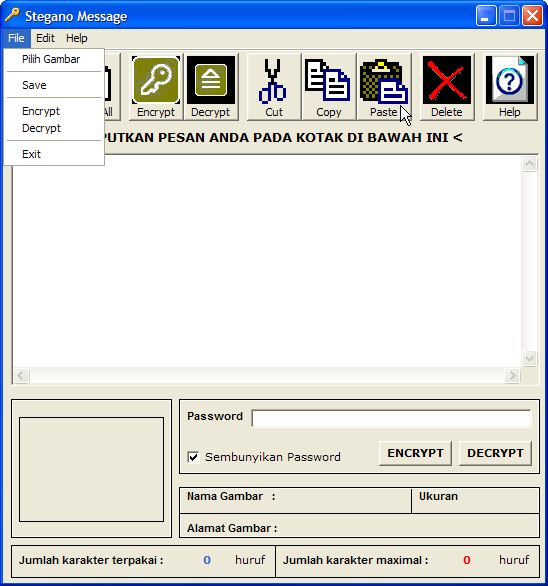 Stegano Message
File Edit Help
Pilih Gambar
Save
Encrypt
Decrypt
Exit
All Encrypt Decrypt Cut Copy Paste Delete Help
PUTKAN PESAN ANDA PADA KOTAK DI BAWAH INI <
Password
Sembunyikan Password ENCRYPT DECRYPT
Nama Gambar : Ukuran
Alamat Gambar :
Jumlah karakter terpakai : 0 huruf Jumlah karakter maximal : 0 huruf